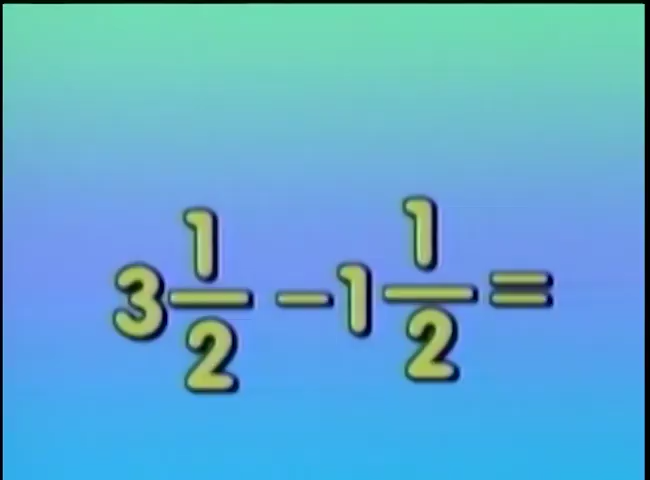 3 1/2 - 1 1/2 =